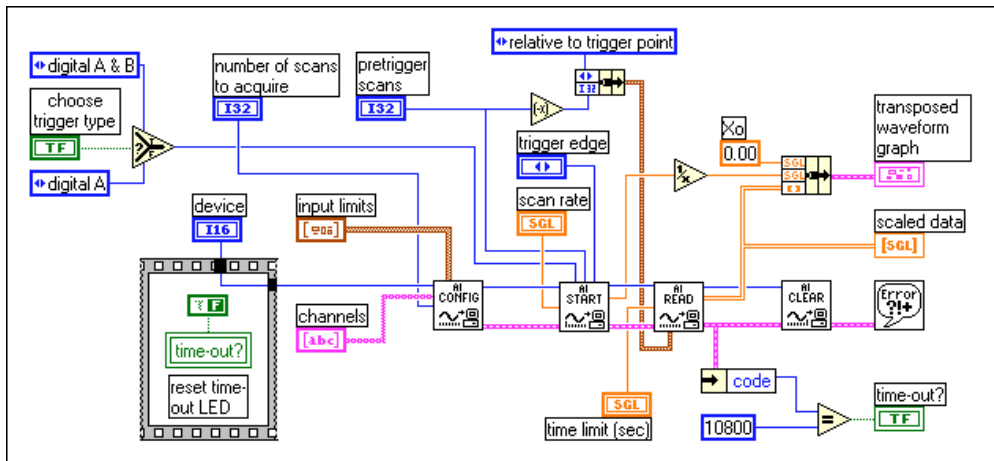 relative to trigger point
digital A & B
number of scans
to acquire
I32
pretrigger
scans
I32
I32
(-x)
transposed
waveform
graph
choose
trigger type
TF
? T
F
Xo
0.00
SGL
SGL
trigger edge
1/x
digital A
device
I16
input limits
scan rate
SGL
scaled data
[SGL]
AI
CONFIG
AI
START
AI
READ
AI
CLEAR
Error
?!+
F
channels
[abc]
time-out?
reset time-
out LED
code
SGL
time limit (sec)
10800
=
time-out?
TF